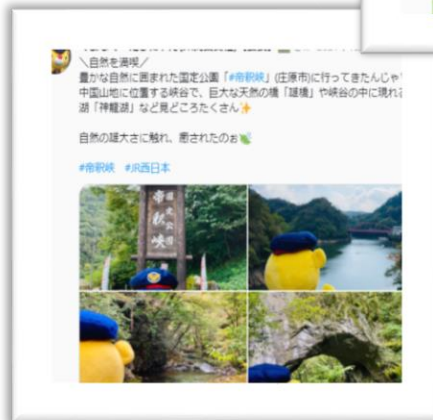 ＼自然を満喫／
豊かな自然に囲まれた国定公園「#帝釈峡」(庄原市)に行ってきたんじゃ
中国山地に位置する峡谷で、巨大な天然の橋「雄橋」や峡谷の中に現れ
湖「神龍湖」など見どころたくさん✨
自然の雄大さに触れ、癒されたのぉ🍃
#帝釈峡 #JR西日本
国定公園
帝釈峡